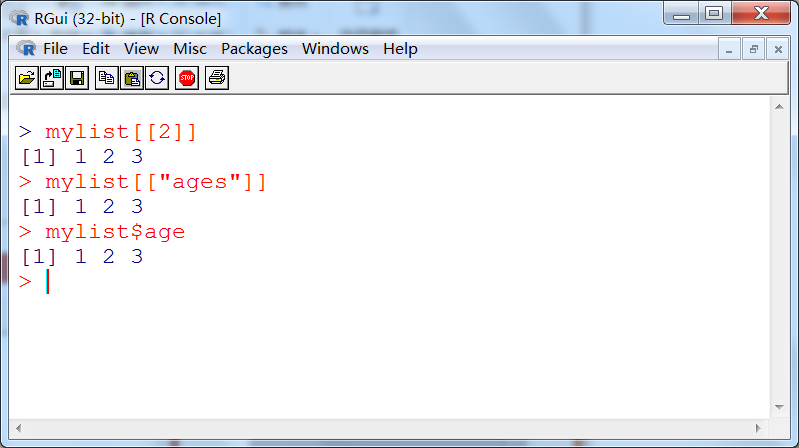 RGui (32-bit) - [R Console]
File Edit View Misc Packages Windows Help
STOP
> mylist[[2]]
[1] 1 2 3
> mylist[["ages"]]
[1] 1 2 3
> mylist$age
[1] 1 2 3
>